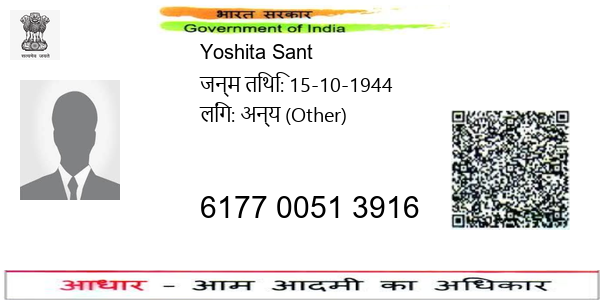 भारत सरकार
Government of India
सत्यमेव जयते
Yoshita Sant
जन्म तिथि: 15-10-1944
लिंग: अन्य (Other)
6177 0051 3916
आधार - आम आदमी का अधिकार